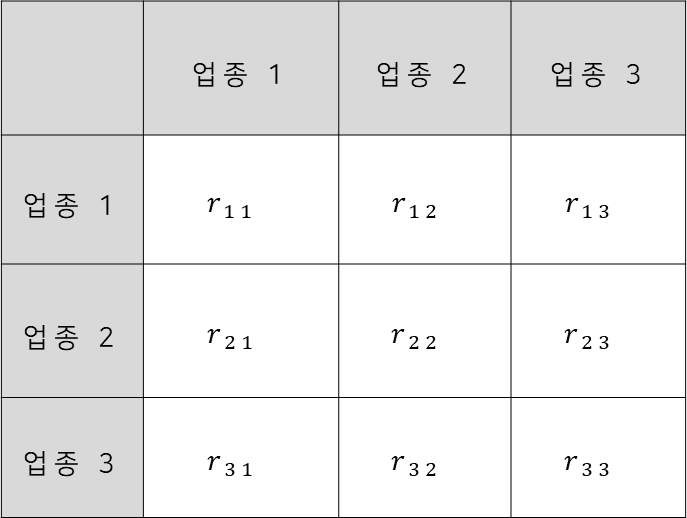 업종 1 업종 2 업종 3
업종 1 r₁₁ r₁₂ r₁₃
업종 2 r₂₁ r₂₂ r₂₃
업종 3 r₃₁ r₃₂ r₃₃